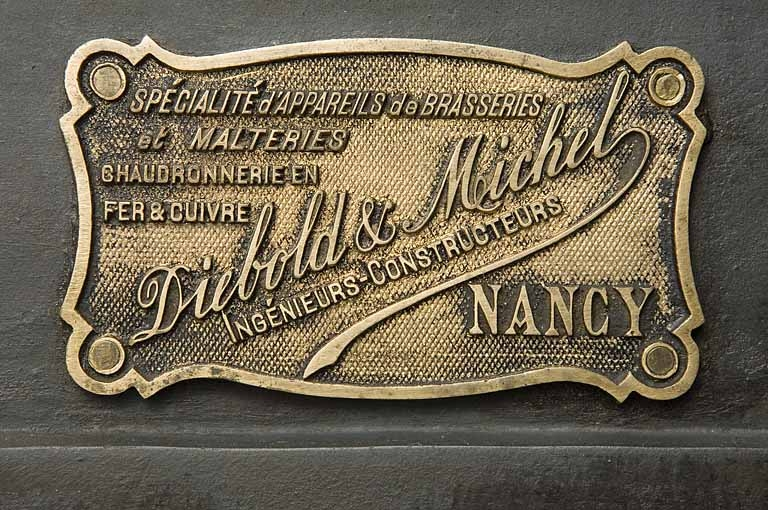 SPÉCIALITÉ d'APPAREILS de BRASSERIES
et MALTERIES
CHAUDRONNERIE EN
FER & CUIVRE
Diebold & Michel
INGÉNIEURS-CONSTRUCTEURS
NANCY